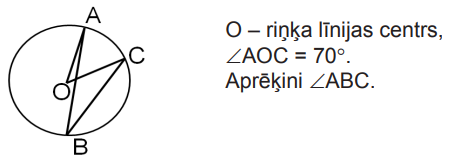 A
C
O
B
O – riņķa līnijas centrs,
∠AOC = 70°.
Aprēķini ∠ABC.